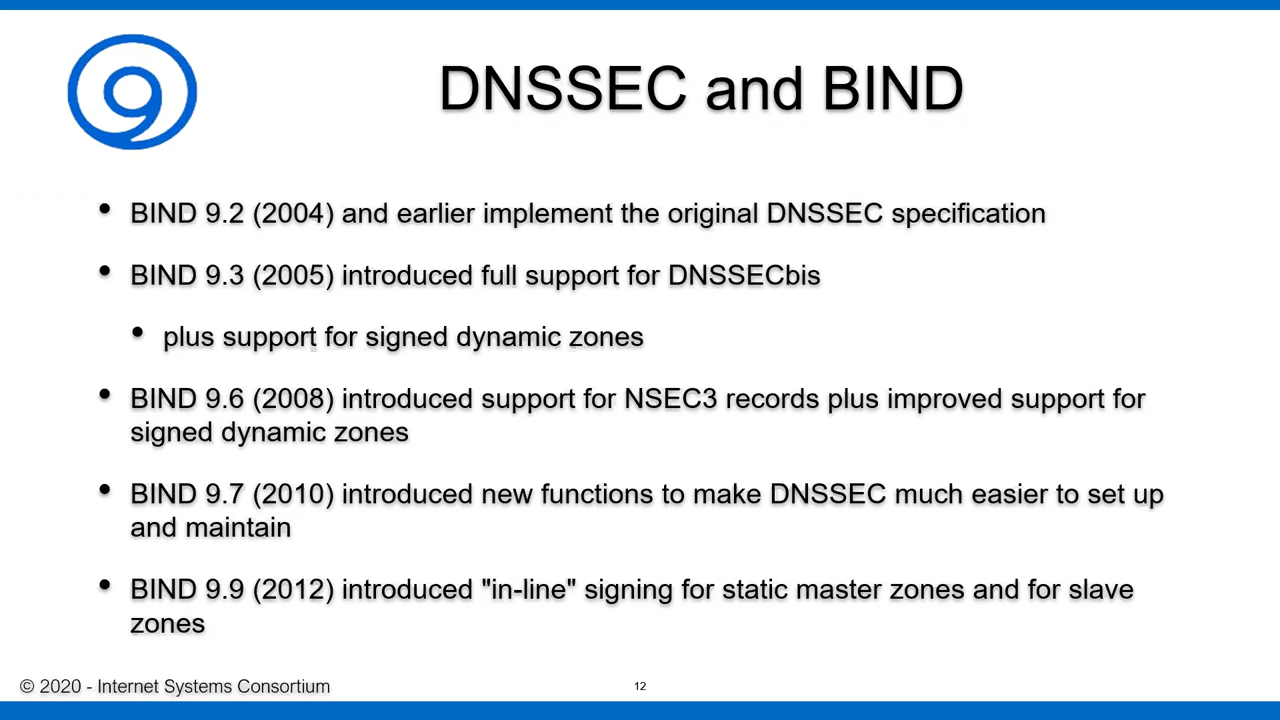 DNSSEC and BIND
• BIND 9.2 (2004) and earlier implement the original DNSSEC specification
• BIND 9.3 (2005) introduced full support for DNSSECbis
• plus support for signed dynamic zones
• BIND 9.6 (2008) introduced support for NSEC3 records plus improved support for
signed dynamic zones
• BIND 9.7 (2010) introduced new functions to make DNSSEC much easier to set up
and maintain
• BIND 9.9 (2012) introduced "in-line" signing for static master zones and for slave
zones
© 2020 - Internet Systems Consortium
12